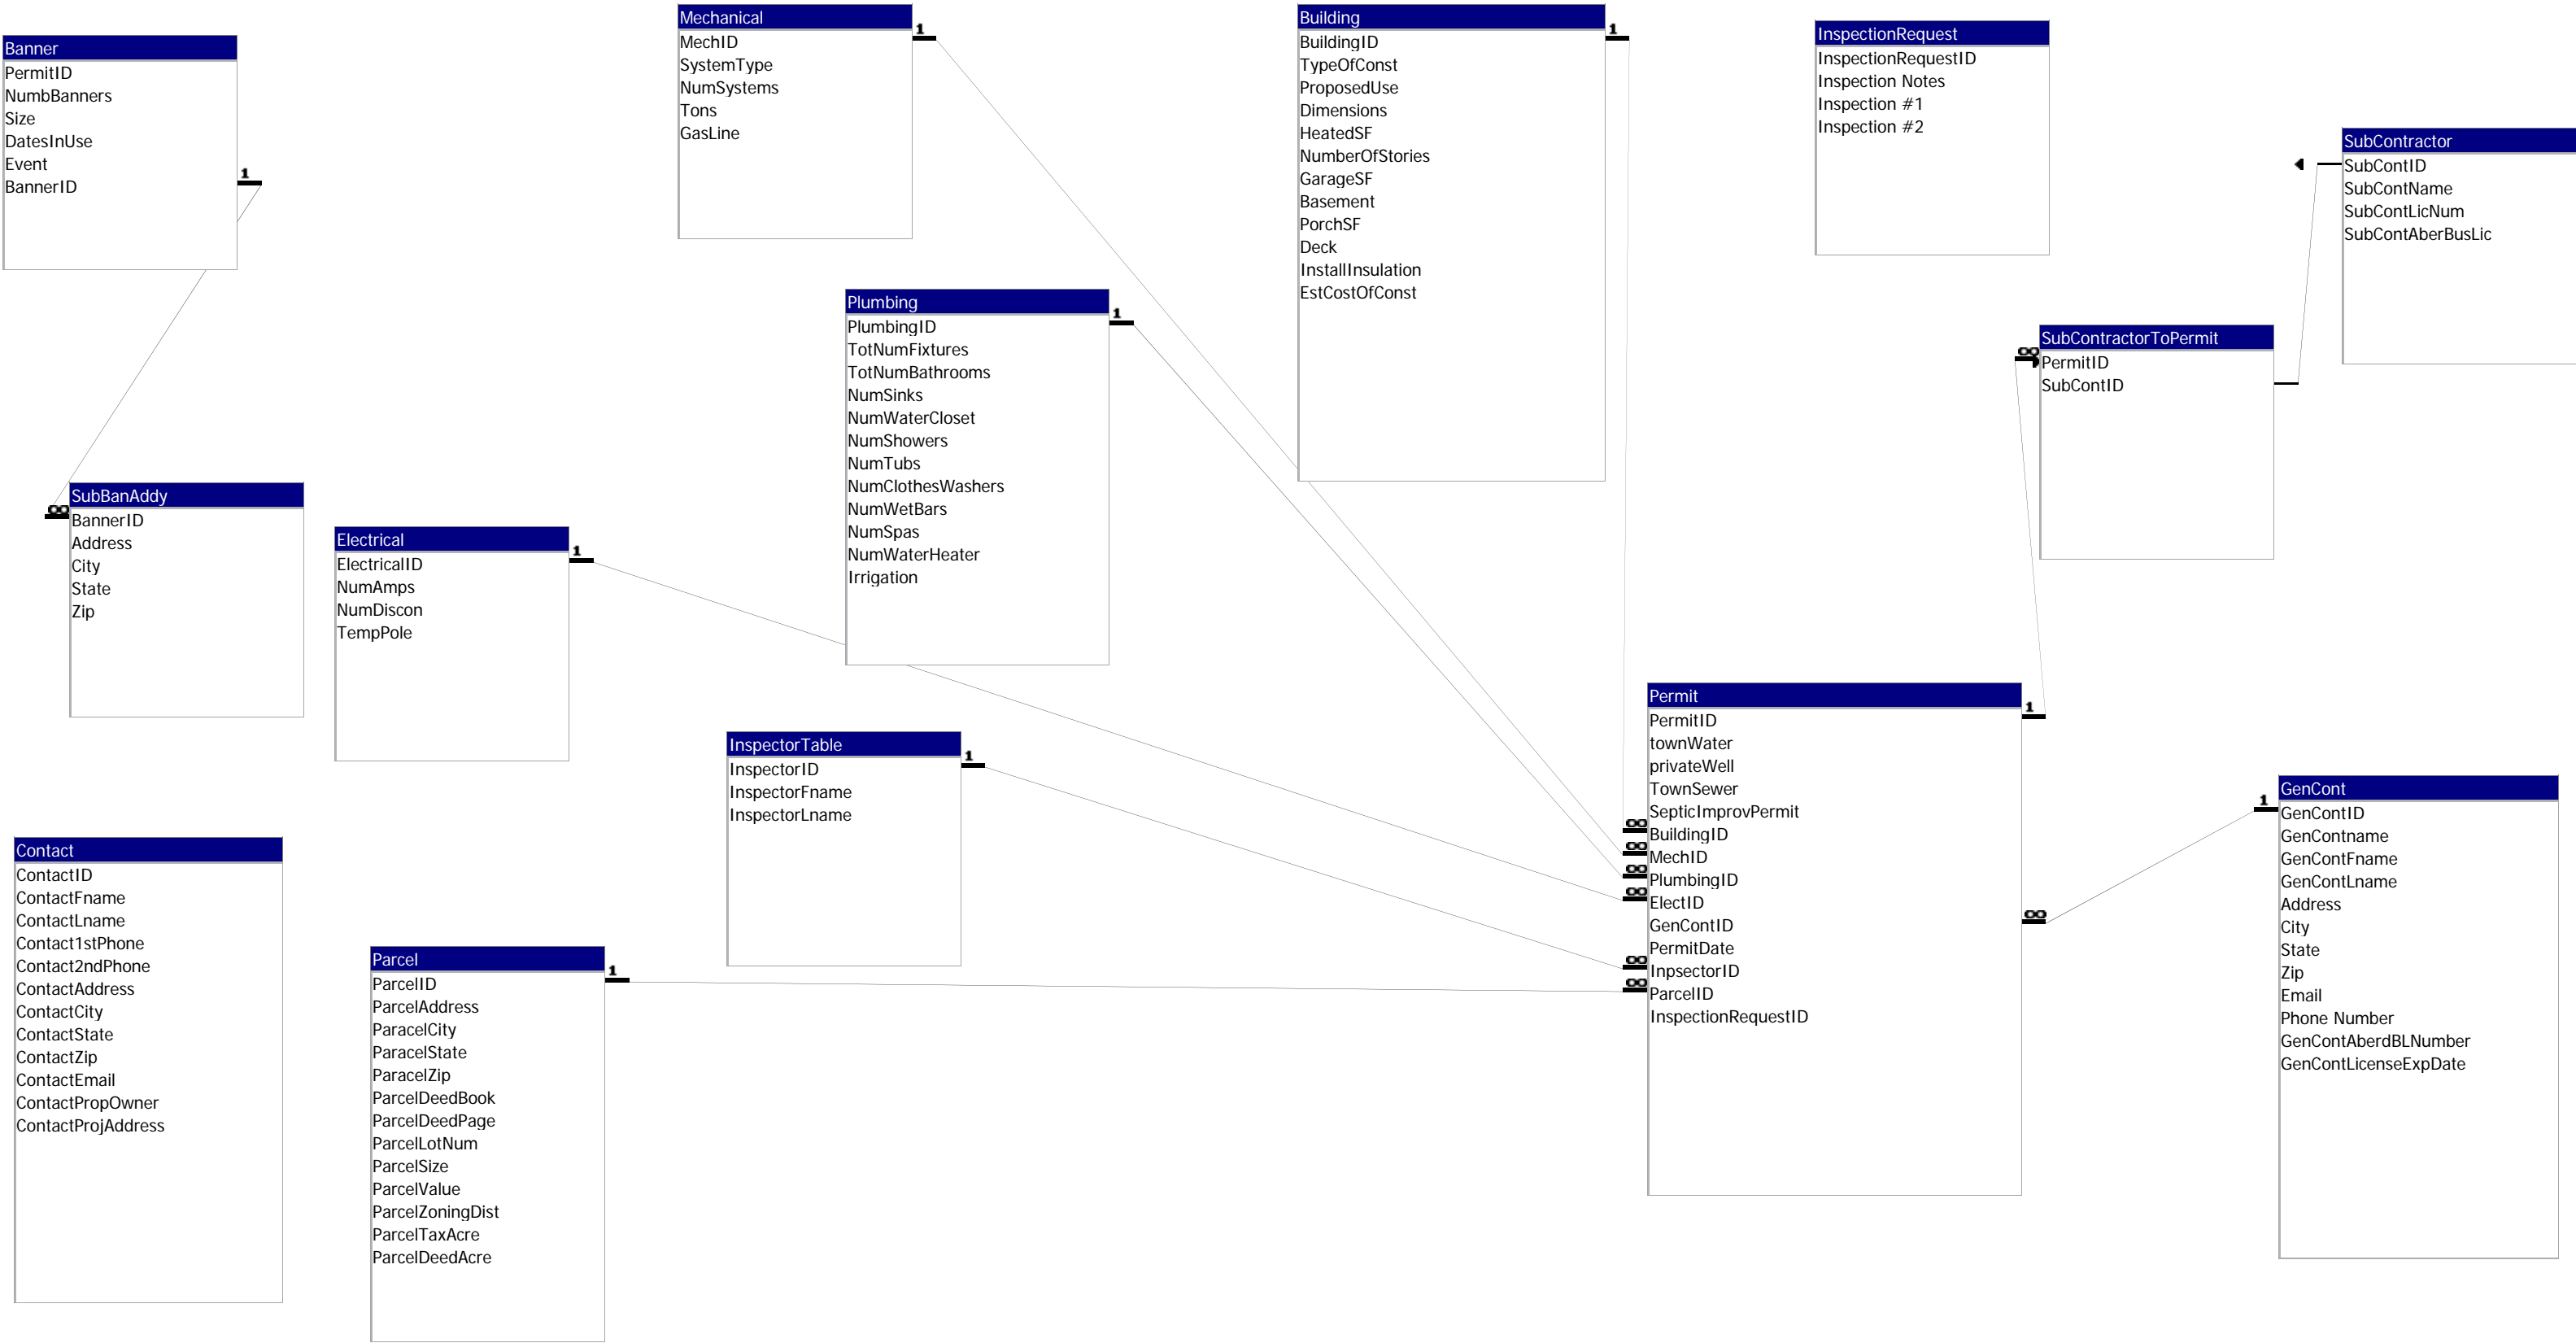 Banner
PermitID
NumbBanners
Size
DatesInUse
Event
BannerID
1
Mechanical
MechID
SystemType
NumSystems
Tons
GasLine
1
Building
BuildingID
TypeOfConst
ProposedUse
Dimensions
HeatedSF
NumberOfStories
GarageSF
Basement
PorchSF
Deck
InstallInsulation
EstCostOfConst
1
InspectionRequest
InspectionRequestID
Inspection Notes
Inspection #1
Inspection #2
SubContractor
SubContID
SubContName
SubContLicNum
SubContAberBusLic
Plumbing
PlumbingID
TotNumFixtures
TotNumBathrooms
NumSinks
NumWaterCloset
NumShowers
NumTubs
NumClothesWashers
NumWetBars
NumSpas
NumWaterHeater
Irrigation
1
SubContractorToPermit
PermitID
SubContID
∞
SubBanAddy
BannerID
Address
City
State
Zip
∞
Electrical
ElectricalID
NumAmps
NumDiscon
TempPole
1
InspectorTable
InspectorID
InspectorFname
InspectorLname
1
Permit
PermitID
townWater
privateWell
TownSewer
SepticImprovPermit
BuildingID
MechID
PlumbingID
ElectID
GenContID
PermitDate
InpsectorID
ParcelID
InspectionRequestID
1
∞
∞
∞
∞
∞
∞
∞
GenCont
GenContID
GenContname
GenContFname
GenContLname
Address
City
State
Zip
Email
Phone Number
GenContAberdBLNumber
GenContLicenseExpDate
1
Contact
ContactID
ContactFname
ContactLname
Contact1stPhone
Contact2ndPhone
ContactAddress
ContactCity
ContactState
ContactZip
ContactEmail
ContactPropOwner
ContactProjAddress
Parcel
ParcelID
ParcelAddress
ParacelCity
ParacelState
ParacelZip
ParcelDeedBook
ParcelDeedPage
ParcelLotNum
ParcelSize
ParcelValue
ParcelZoningDist
ParcelTaxAcre
ParcelDeedAcre
1